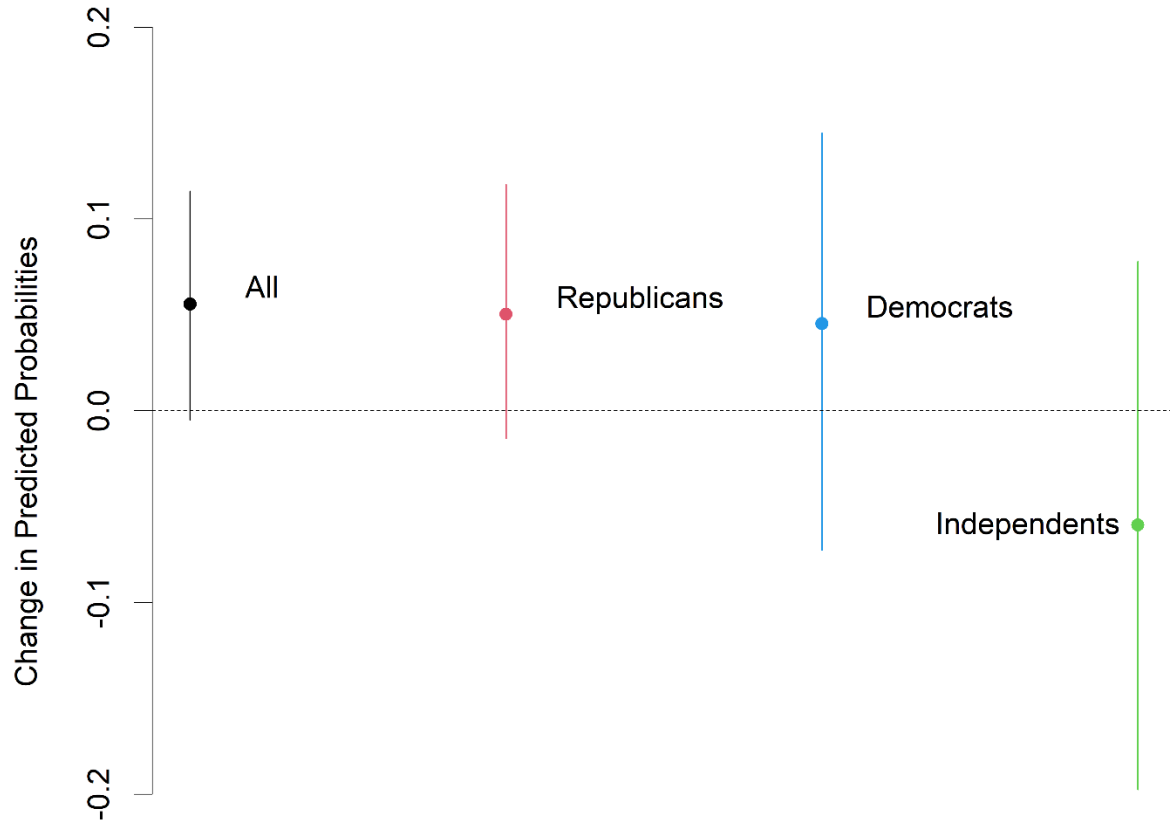 Change in Predicted Probabilities
0.2
0.1
0.0
-0.1
-0.2
All
Republicans
Democrats
Independents